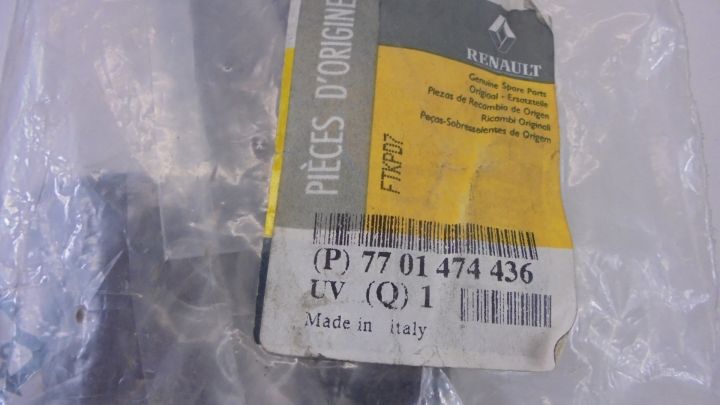 PIÈCES D'ORIGINE
RENAULT
Genuine Spare Parts
Original - Ersatzteile
Piezas de Recambio de Origen
Ricambi Originali
Peças-Sobresselentes de Origem
FTKPD7
(P) 77 01 474 436
UV (Q) 1
Made in Italy